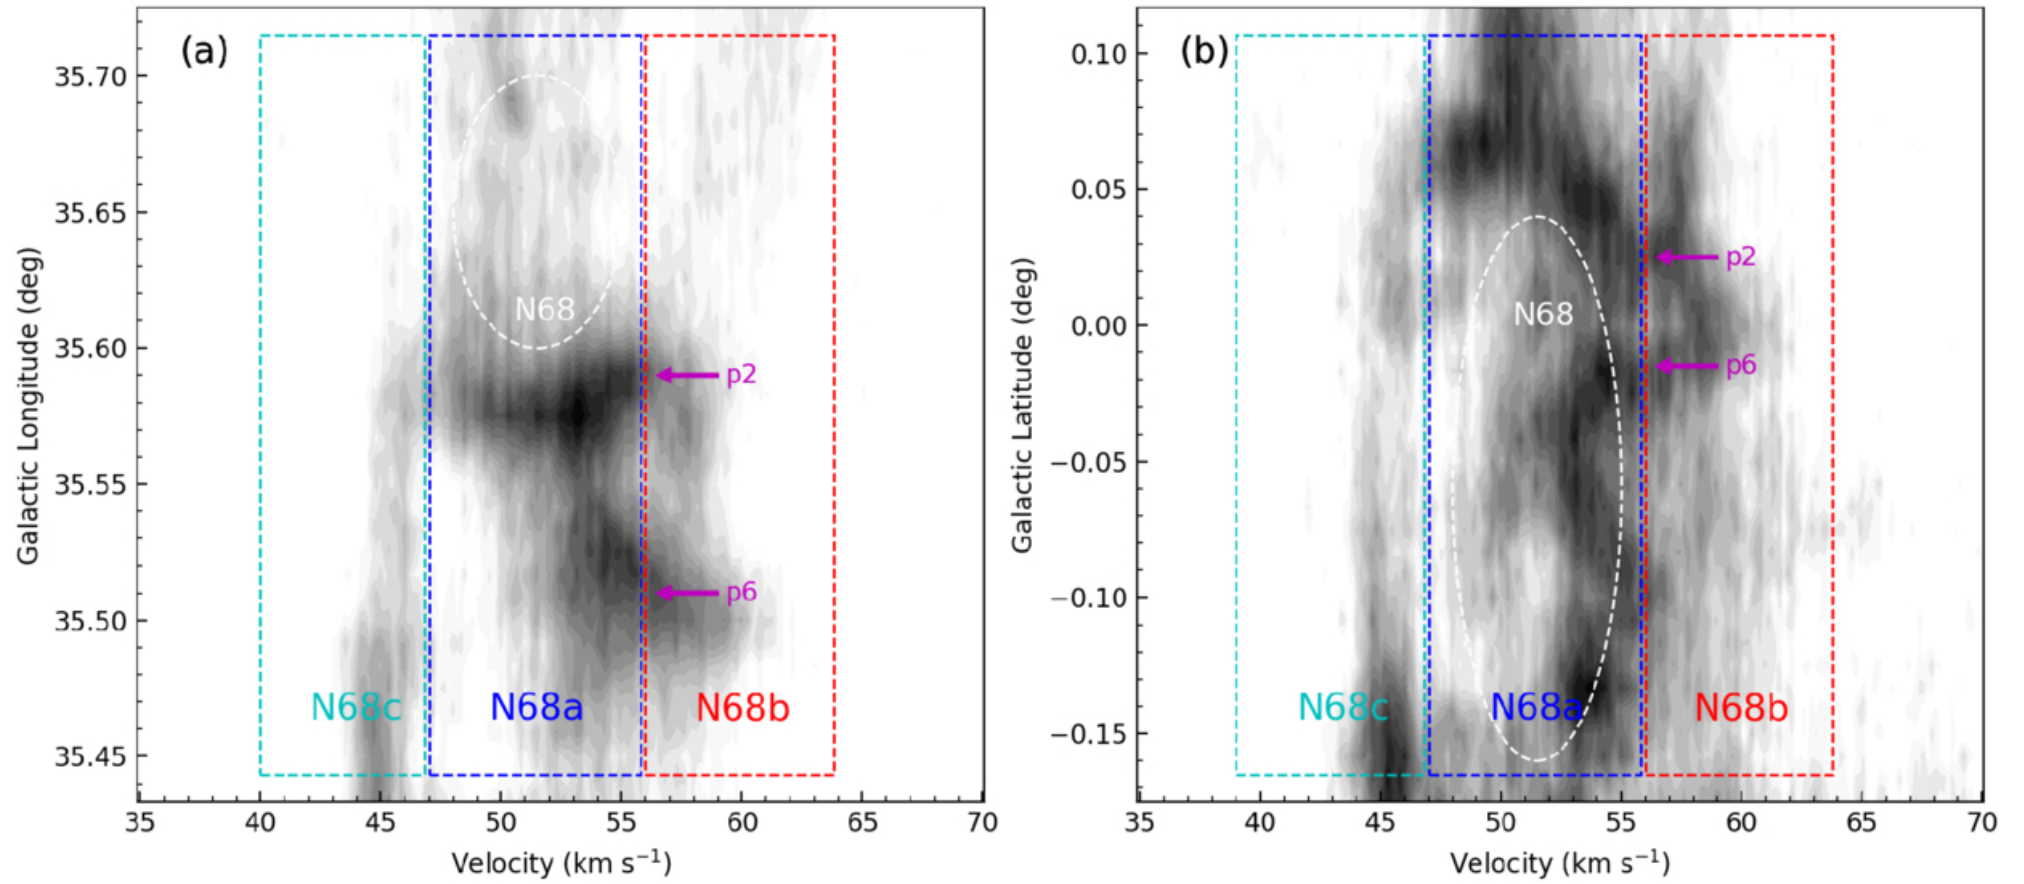 (a)
35.70
35.65
35.60
35.55
35.50
35.45
Galactic Longitude (deg)
N68
p2
p6
N68c
N68a
N68b
35 40 45 50 55 60 65 70
Velocity (km s⁻¹)
(b)
0.10
0.05
0.00
−0.05
−0.10
−0.15
Galactic Latitude (deg)
p2
N68
p6
N68c
N68a
N68b
35 40 45 50 55 60 65 70
Velocity (km s⁻¹)